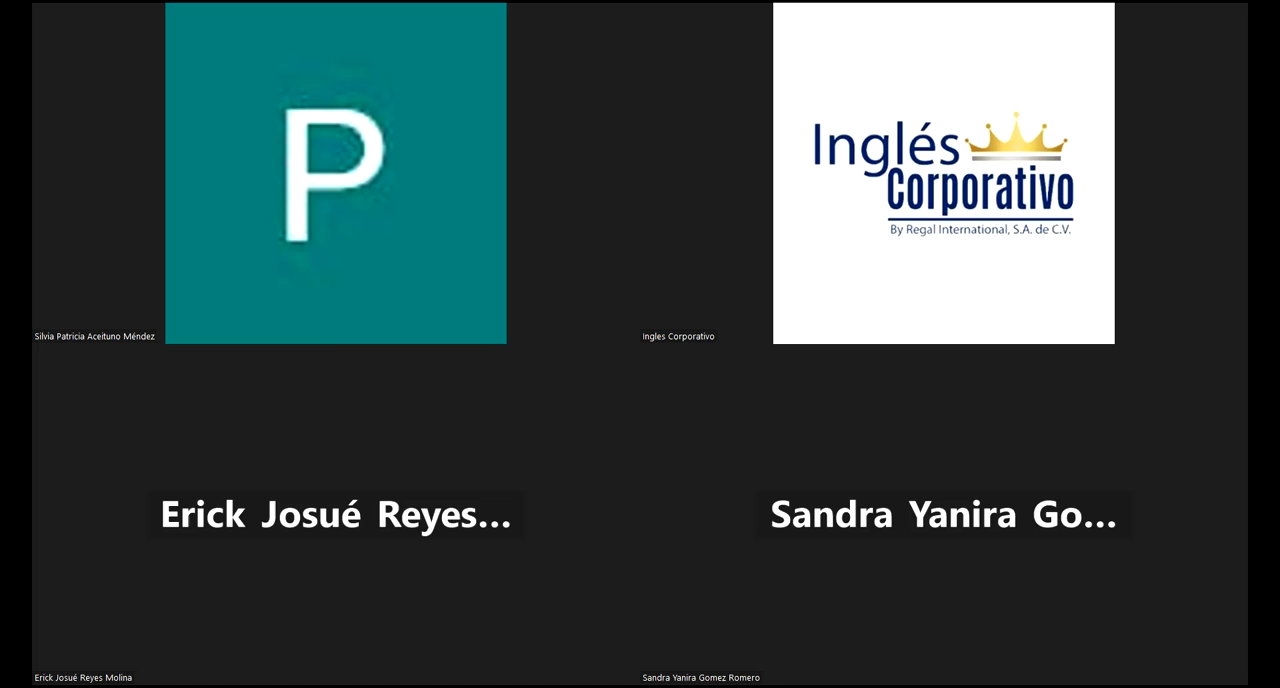 P
Inglés
Corporativo
By Regal International, S.A. de C.V.
Silvia Patricia Aceituno Méndez
Ingles Corporativo
Erick Josué Reyes...
Sandra Yanira Go...
Erick Josué Reyes Molina
Sandra Yanira Gomez Romero